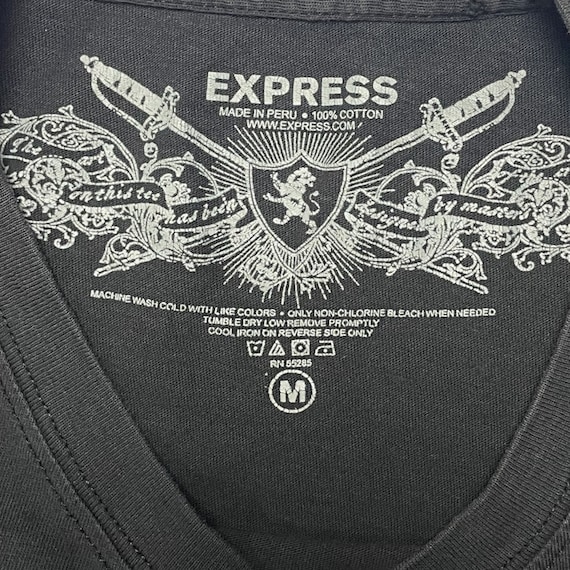 EXPRESS
MADE IN PERU • 100% COTTON
WWW.EXPRESS.COM
The
on this tee has been designed by masters
MACHINE WASH COLD WITH LIKE COLORS • ONLY NON-CHLORINE BLEACH WHEN NEEDED
TUMBLE DRY LOW REMOVE PROMPTLY
COOL IRON ON REVERSE SIDE ONLY
RN 55285
M